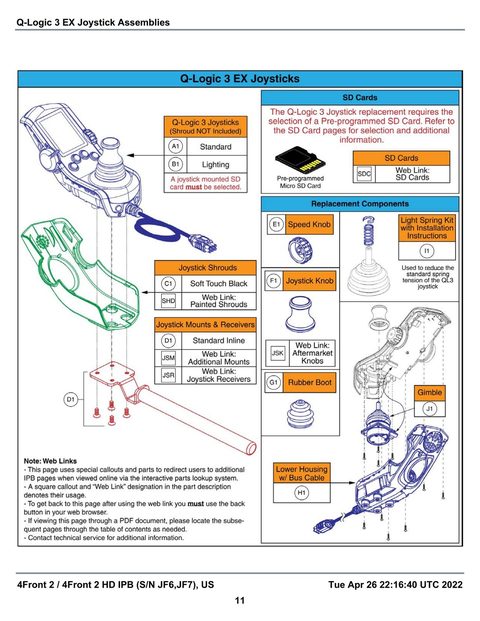 Q-Logic 3 EX Joystick Assemblies
Q-Logic 3 EX Joysticks
Q-Logic 3 Joysticks
(Shroud NOT Included)
A1 Standard
B1 Lighting
A joystick mounted SD
card must be selected.
SD Cards
The Q-Logic 3 Joystick replacement requires the
selection of a Pre-programmed SD Card. Refer to
the SD Card pages for selection and additional
information.
Pre-programmed
Micro SD Card
SD Cards
SDC Web Link:
SD Cards
Replacement Components
E1 Speed Knob
Light Spring Kit
with Installation
Instructions
I1
Used to reduce the
standard spring
tension of the QL3
joystick
F1 Joystick Knob
JSK Web Link:
Aftermarket
Knobs
G1 Rubber Boot
Gimble
J1
Lower Housing
w/ Bus Cable
H1
Joystick Shrouds
C1 Soft Touch Black
SHD Web Link:
Painted Shrouds
Joystick Mounts & Receivers
D1 Standard Inline
JSM Web Link:
Additional Mounts
JSR Web Link:
Joystick Receivers
D1
Note: Web Links
- This page uses special callouts and parts to redirect users to additional
IPB pages when viewed online via the interactive parts lookup system.
- A square callout and "Web Link" designation in the part description
denotes their usage.
- To get back to this page after using the web link you must use the back
button in your web browser.
- If viewing this page through a PDF document, please locate the subse-
quent pages through the table of contents as needed.
- Contact technical service for additional information.
4Front 2 / 4Front 2 HD IPB (S/N JF6,JF7), US
Tue Apr 26 22:16:40 UTC 2022
11